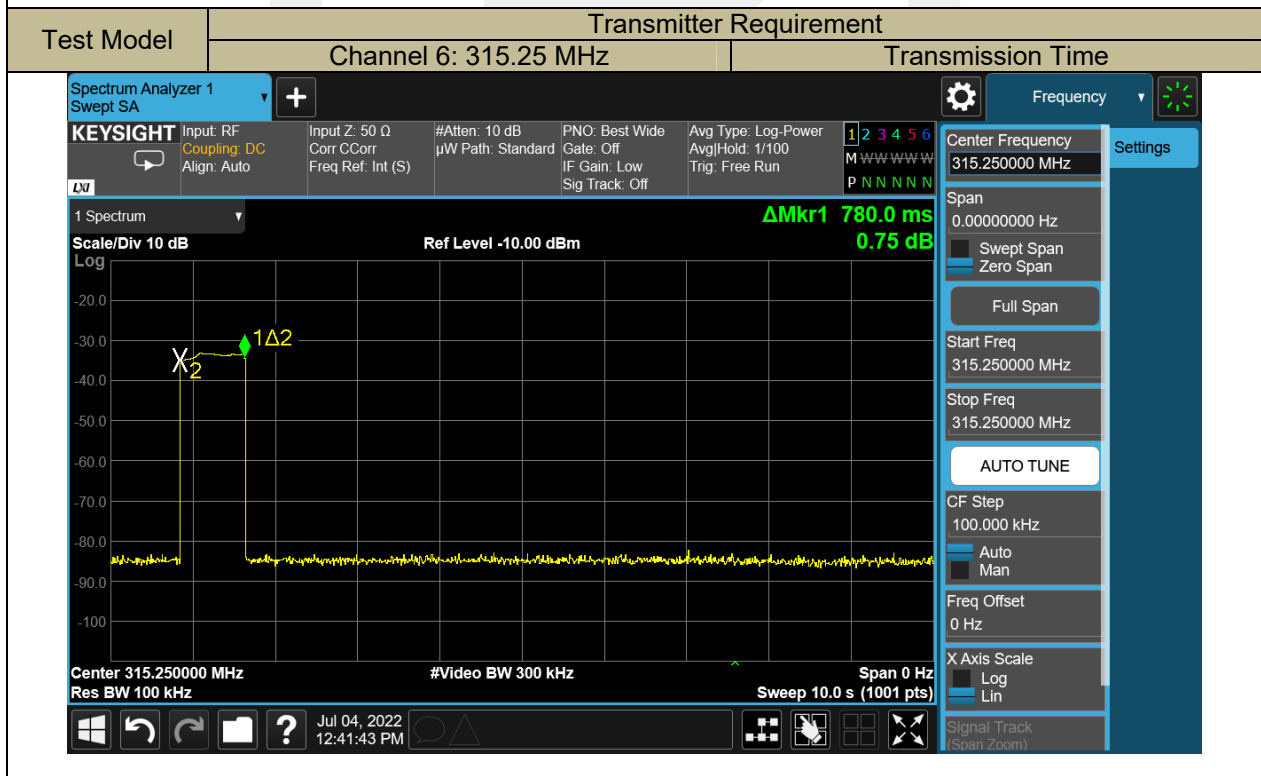 Test Model
Transmitter Requirement
Channel 6: 315.25 MHz
Transmission Time
Spectrum Analyzer 1
Swept SA
+
Frequency
KEYSIGHT
LXI
Input: RF
Coupling: DC
Align: Auto
Input Z: 50 Ω
Corr CCorr
Freq Ref: Int (S)
#Atten: 10 dB
µW Path: Standard
PNO: Best Wide
Gate: Off
IF Gain: Low
Sig Track: Off
Avg Type: Log-Power
Avg|Hold: 1/100
Trig: Free Run
1 2 3 4 5 6
M W W W W W W
P N N N N N
1 Spectrum
Scale/Div 10 dB
Log
Ref Level -10.00 dBm
ΔMkr1 780.0 ms
0.75 dB
-20.0
-30.0
-40.0
-50.0
-60.0
-70.0
-80.0
-90.0
-100
X2
1Δ2
Center 315.250000 MHz
Res BW 100 kHz
#Video BW 300 kHz
Span 0 Hz
Sweep 10.0 s (1001 pts)
?
Jul 04, 2022
12:41:43 PM
Center Frequency
315.250000 MHz
Span
0.00000000 Hz
Swept Span
Zero Span
Full Span
Start Freq
315.250000 MHz
Stop Freq
315.250000 MHz
AUTO TUNE
CF Step
100.000 kHz
Auto
Man
Freq Offset
0 Hz
X Axis Scale
Log
Lin
Signal Track
(Span Zoom)
Settings